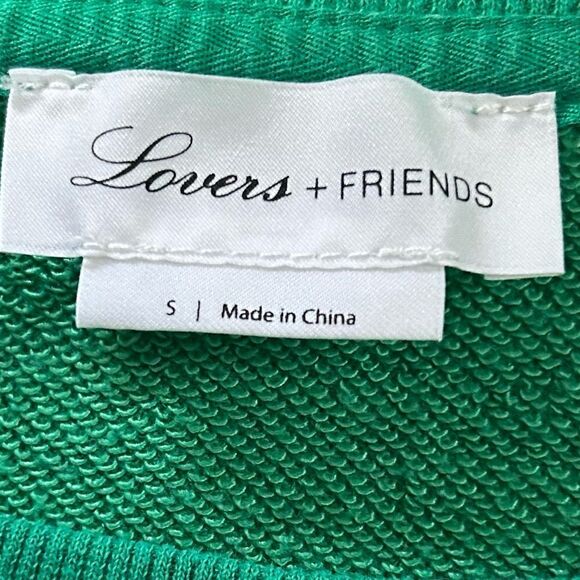 Lovers + FRIENDS
S | Made in China